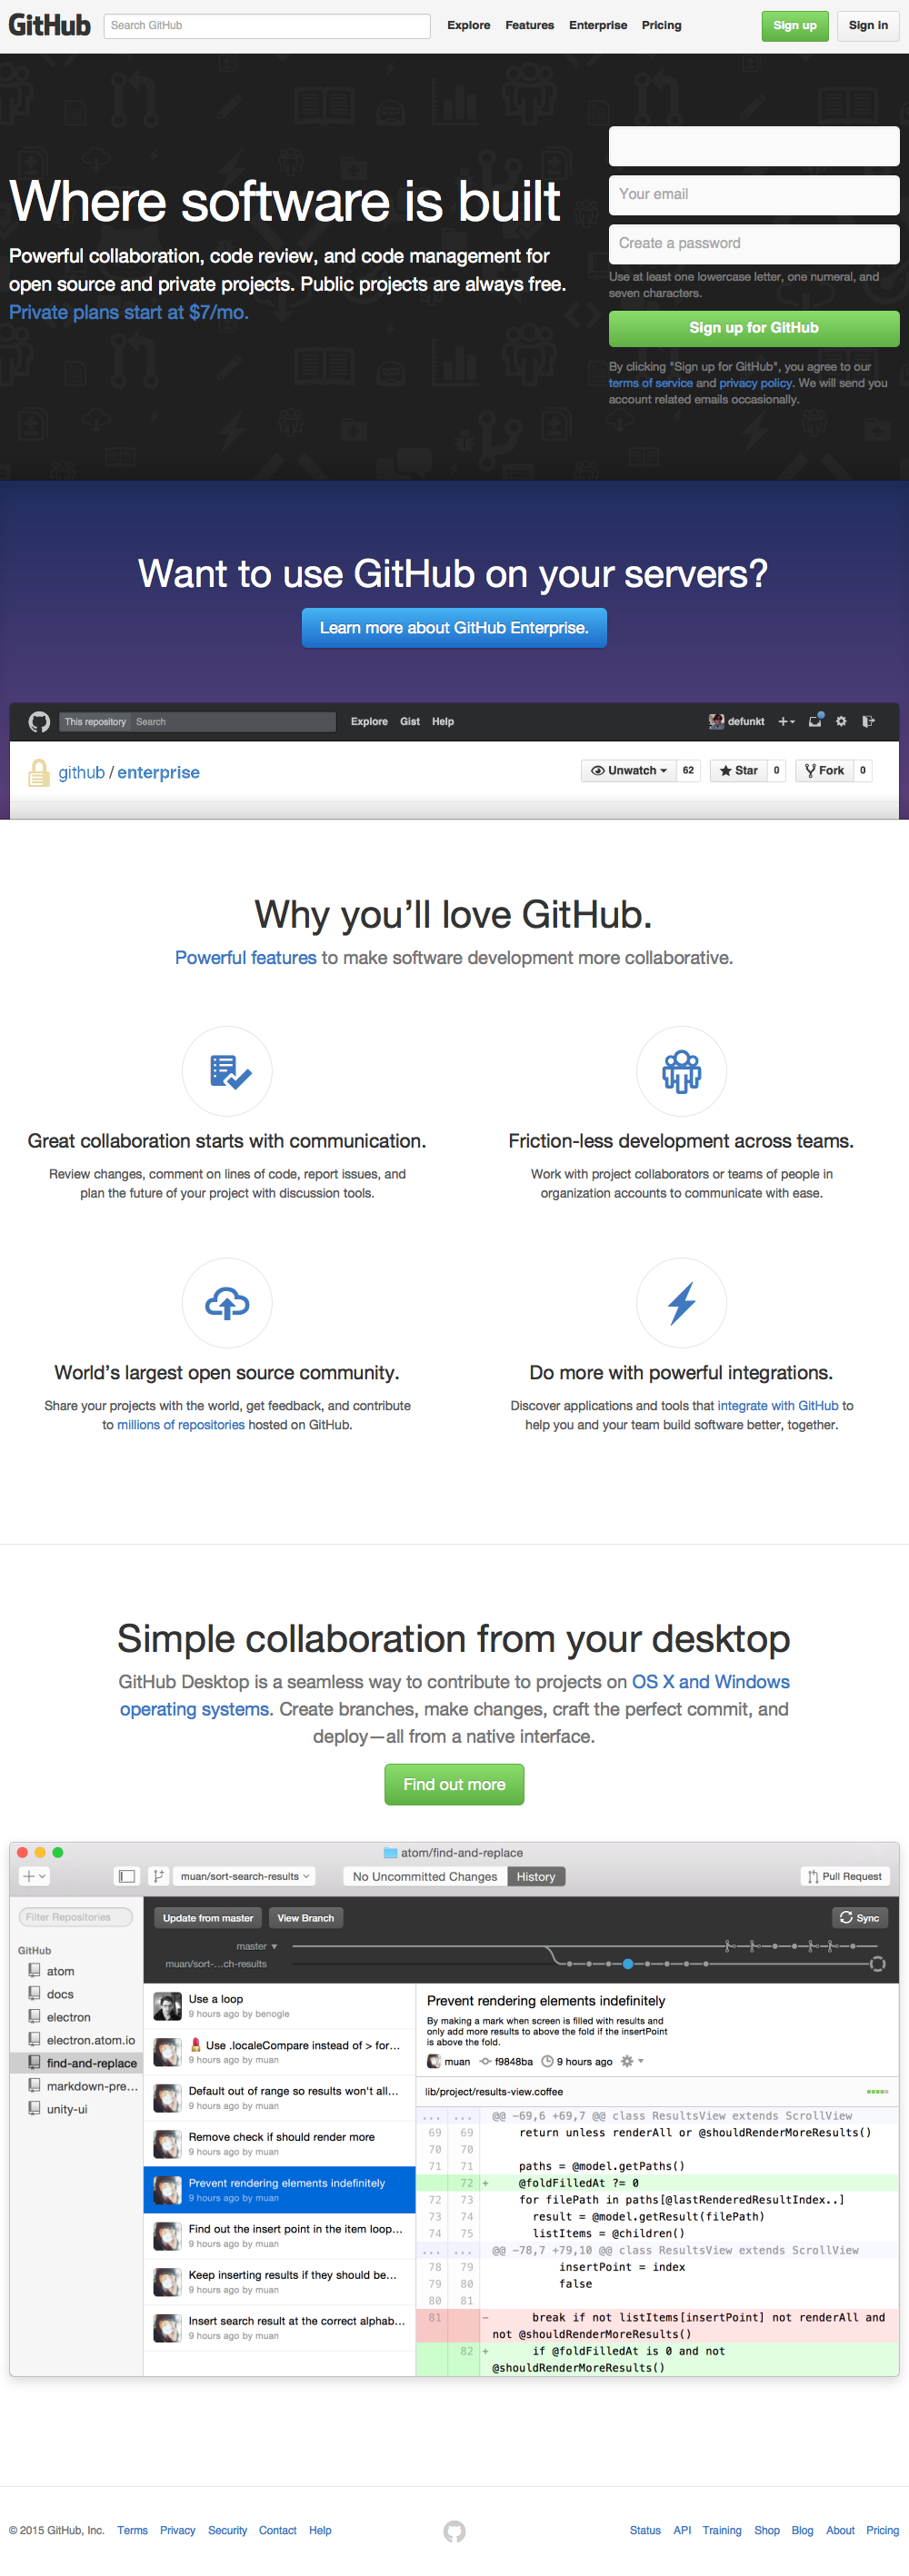 GitHub
Search GitHub
Explore Features Enterprise Pricing
Sign up
Sign in
Where software is built
Powerful collaboration, code review, and code management for
open source and private projects. Public projects are always free.
Private plans start at $7/mo.
Your email
Create a password
Use at least one lowercase letter, one numeral, and
seven characters.
Sign up for GitHub
By clicking "Sign up for GitHub", you agree to our
terms of service and privacy policy. We will send you
account related emails occasionally.
Want to use GitHub on your servers?
Learn more about GitHub Enterprise.
This repository Search Explore Gist Help defunkt
github / enterprise
Unwatch 62 Star 0 Fork 0
Why you’ll love GitHub.
Powerful features to make software development more collaborative.
Great collaboration starts with communication.
Review changes, comment on lines of code, report issues, and
plan the future of your project with discussion tools.
Friction-less development across teams.
Work with project collaborators or teams of people in
organization accounts to communicate with ease.
World’s largest open source community.
Share your projects with the world, get feedback, and contribute
to millions of repositories hosted on GitHub.
Do more with powerful integrations.
Discover applications and tools that integrate with GitHub to
help you and your team build software better, together.
Simple collaboration from your desktop
GitHub Desktop is a seamless way to contribute to projects on OS X and Windows
operating systems. Create branches, make changes, craft the perfect commit, and
deploy—all from a native interface.
Find out more
atom/find-and-replace
muan/sort-search-results No Uncommitted Changes History Pull Request
Filter Repositories
GitHub
atom
docs
electron
electron.atom.io
find-and-replace
markdown-pre...
unity-ui
Update from master View Branch Sync
master
muan/sort-...ch-results
Use a loop
9 hours ago by benogle
💄 Use .localeCompare instead of > for...
9 hours ago by muan
Default out of range so results won't all...
9 hours ago by muan
Remove check if should render more
9 hours ago by muan
Prevent rendering elements indefinitely
9 hours ago by muan
Find out the insert point in the item loop...
9 hours ago by muan
Keep inserting results if they should be...
9 hours ago by muan
Insert search result at the correct alphab...
9 hours ago by muan
Prevent rendering elements indefinitely
By making a mark when screen is filled with results and
only add more results to above the fold if the insertPoint
is above the fold.
muan f9848ba 9 hours ago
lib/project/results-view.coffee
... ... @@ -69,6 +69,7 @@ class ResultsView extends ScrollView
69 69 return unless renderAll or @shouldRenderMoreResults()
70 70
71 71 paths = @model.getPaths()
72 + @foldFilledAt ?= 0
72 73 for filePath in paths[@lastRenderedResultIndex..]
73 74 result = @model.getResult(filePath)
74 75 listItems = @children()
... ... @@ -78,7 +79,10 @@ class ResultsView extends ScrollView
78 79 insertPoint = index
79 80 false
80 81
81 - break if not listItems[insertPoint] not renderAll and
not @shouldRenderMoreResults()
82 + if @foldFilledAt is 0 and not
@shouldRenderMoreResults()
© 2015 GitHub, Inc. Terms Privacy Security Contact Help
Status API Training Shop Blog About Pricing